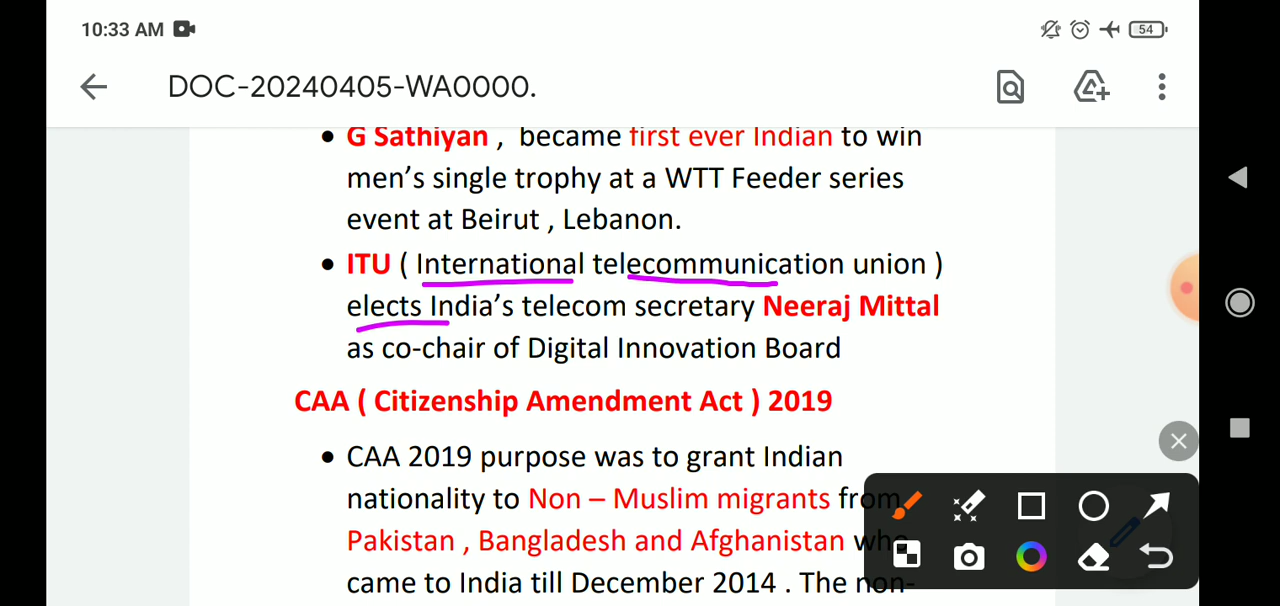 10:33 AM
54
DOC-20240405-WA0000.
• G Sathiyan , became first ever Indian to win
men’s single trophy at a WTT Feeder series
event at Beirut , Lebanon.
• ITU ( International telecommunication union )
elects India’s telecom secretary Neeraj Mittal
as co-chair of Digital Innovation Board
CAA ( Citizenship Amendment Act ) 2019
• CAA 2019 purpose was to grant Indian
nationality to Non – Muslim migrants from
Pakistan , Bangladesh and Afghanistan who
came to India till December 2014 . The non-